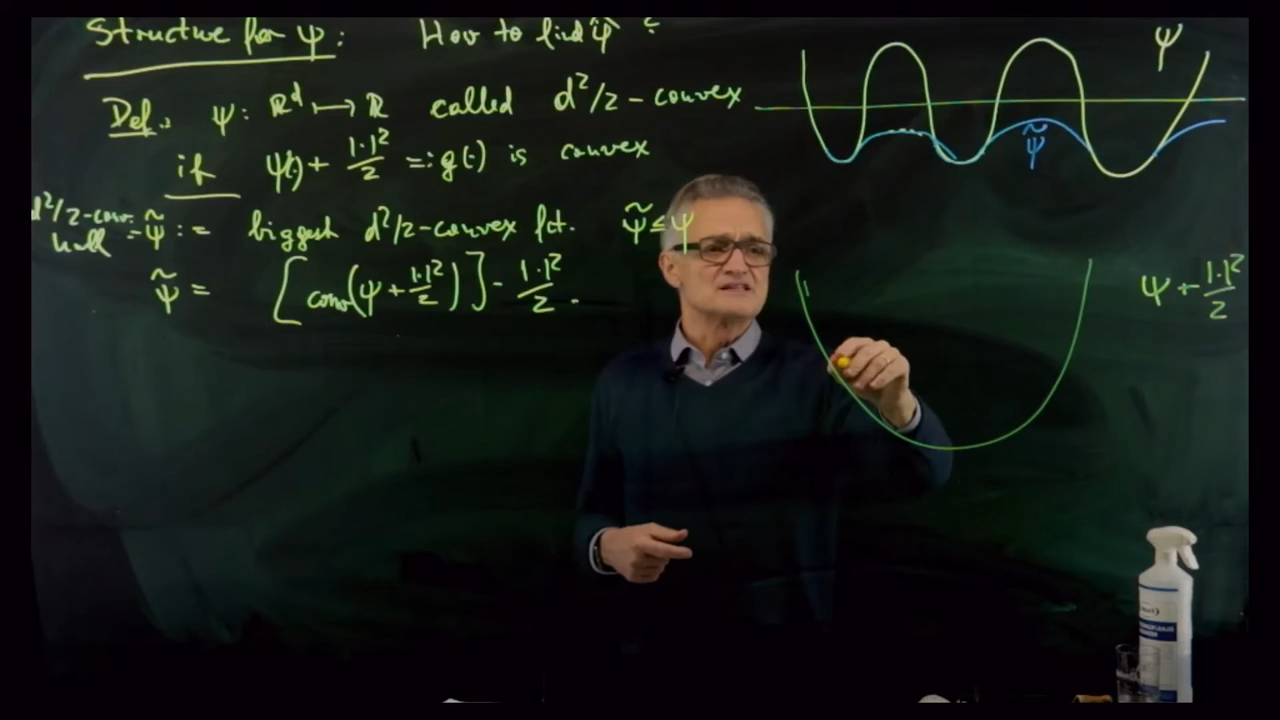 Structure for ψ: How to find ψ̂ ?
Def.: ψ: ℝᵈ ↦ ℝ called d²/2-convex
if ψ(·) + |·|²/2 =: g(·) is convex
d²/2-conv. hull = ψ̃ := biggest d²/2-convex fct. ψ̃ ≤ ψ
ψ̃ = [conv(ψ + |·|²/2)] - |·|²/2 .
ψ
ψ̃
ψ + |·|²/2